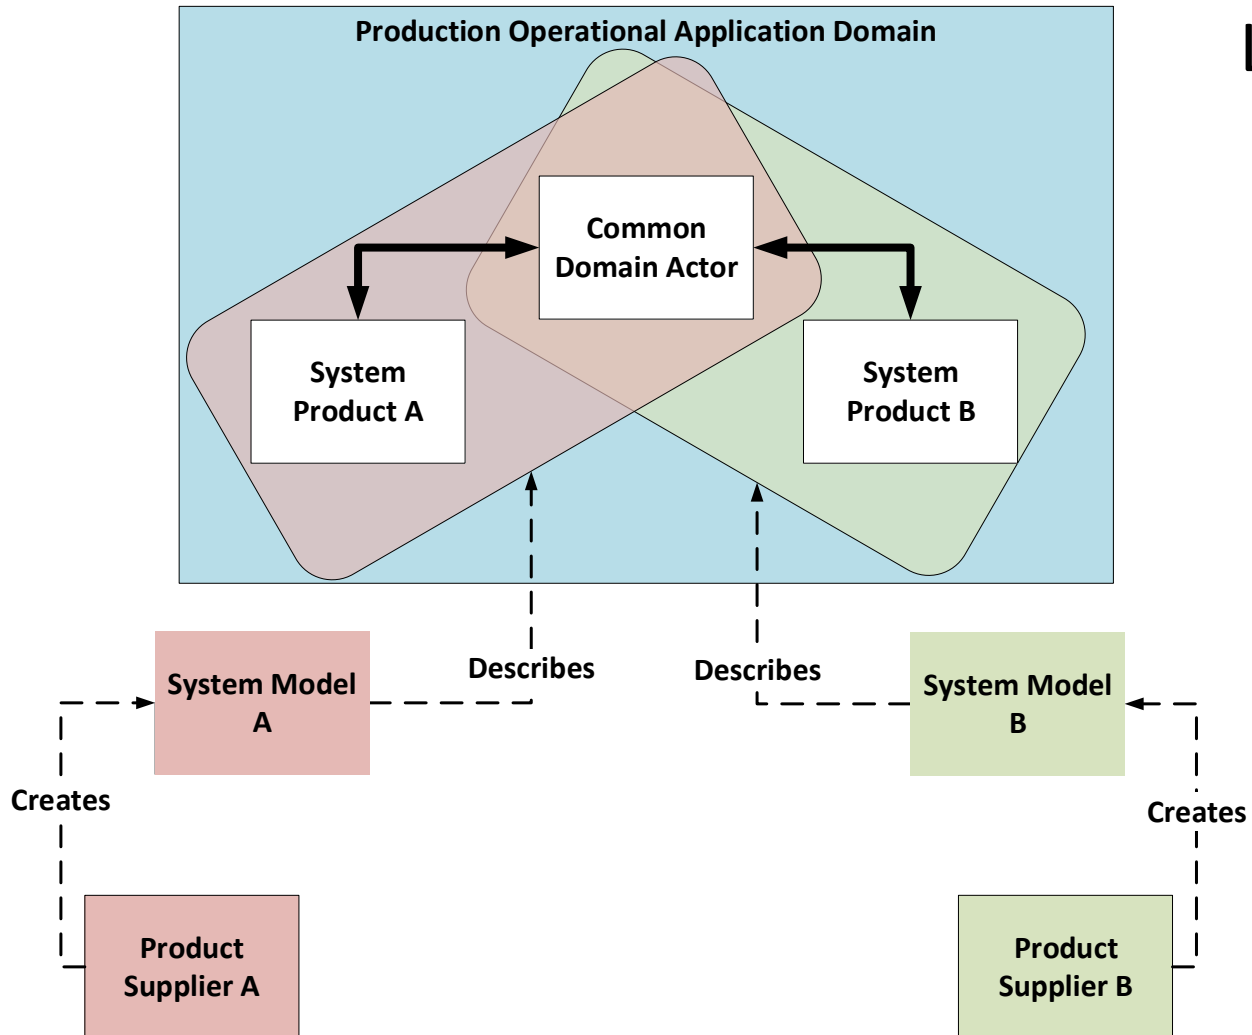 Production Operational Application Domain
Common
Domain Actor
System
Product A
System
Product B
Describes
Describes
System Model
A
System Model
B
Creates
Creates
Product
Supplier A
Product
Supplier B